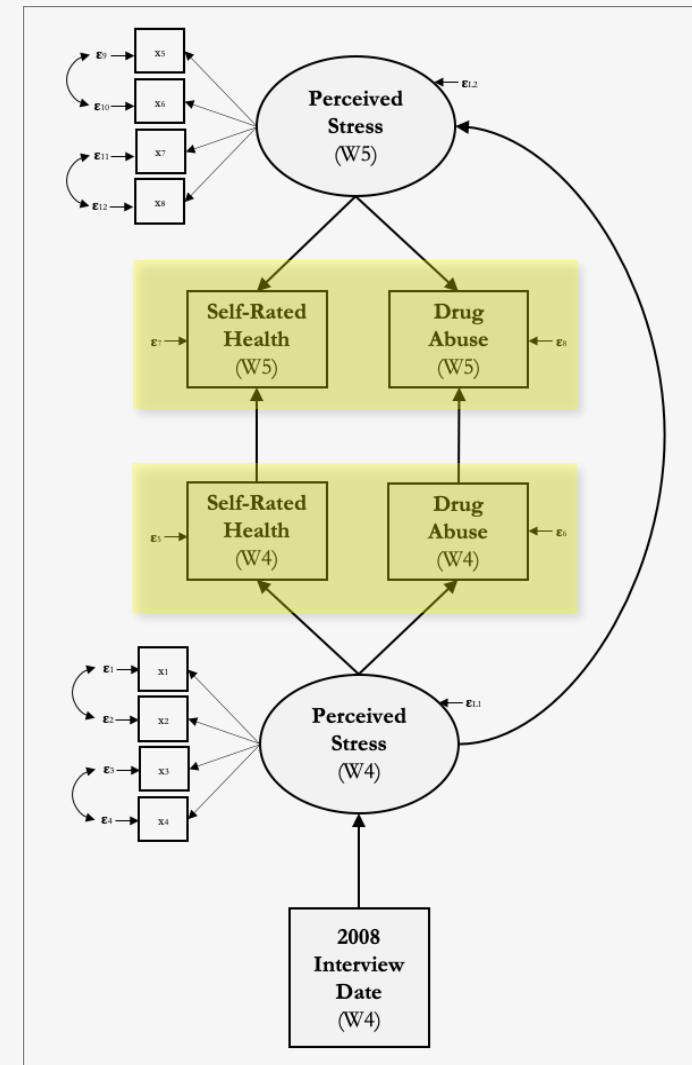 ε9
x5
ε10
x6
ε11
x7
ε12
x8
Perceived
Stress
(W5)
εL2
ε7
Self-Rated
Health
(W5)
Drug
Abuse
(W5)
ε8
ε5
Self-Rated
Health
(W4)
Drug
Abuse
(W4)
ε6
ε1
x1
ε2
x2
ε3
x3
ε4
x4
Perceived
Stress
(W4)
εL1
2008
Interview
Date
(W4)